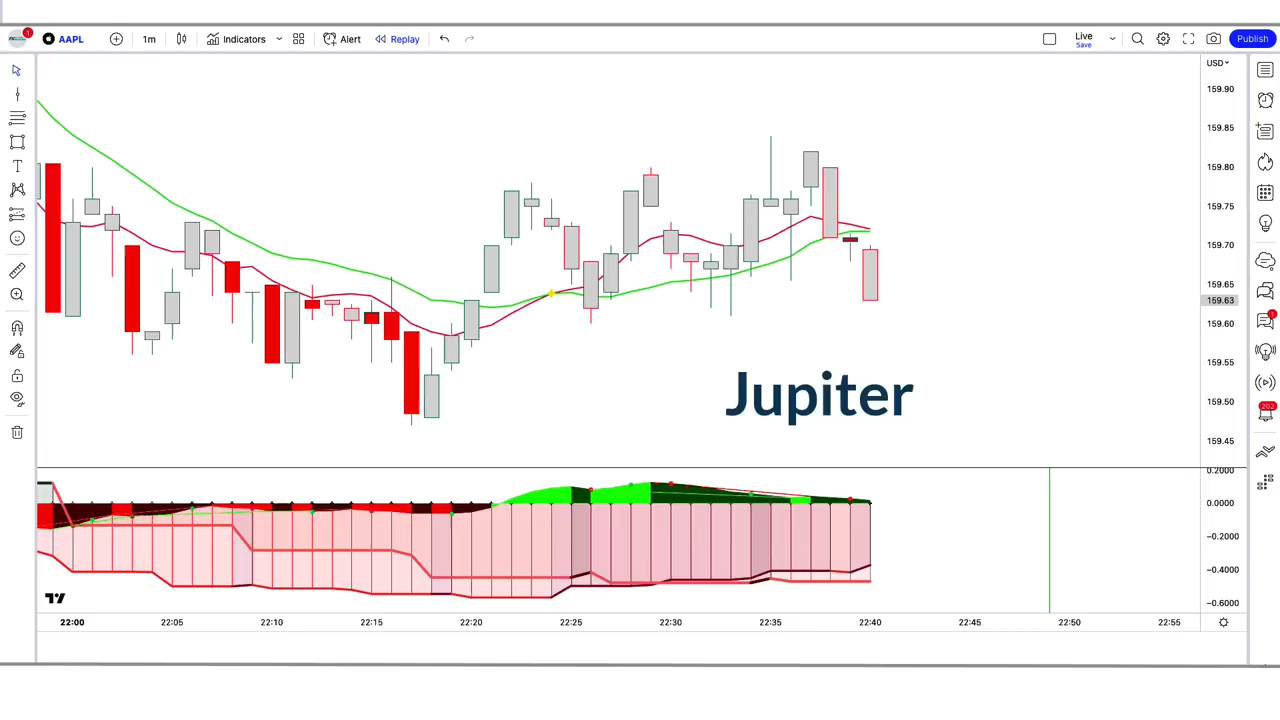 1
AAPL
1m
Indicators
Alert
Replay
Live
Save
Publish
USD
159.90
159.85
159.80
159.75
159.70
159.65
159.63
159.60
159.55
159.50
159.45
Jupiter
1
202
0.2000
0.0000
−0.2000
−0.4000
−0.6000
22:00 22:05 22:10 22:15 22:20 22:25 22:30 22:35 22:40 22:45 22:50 22:55